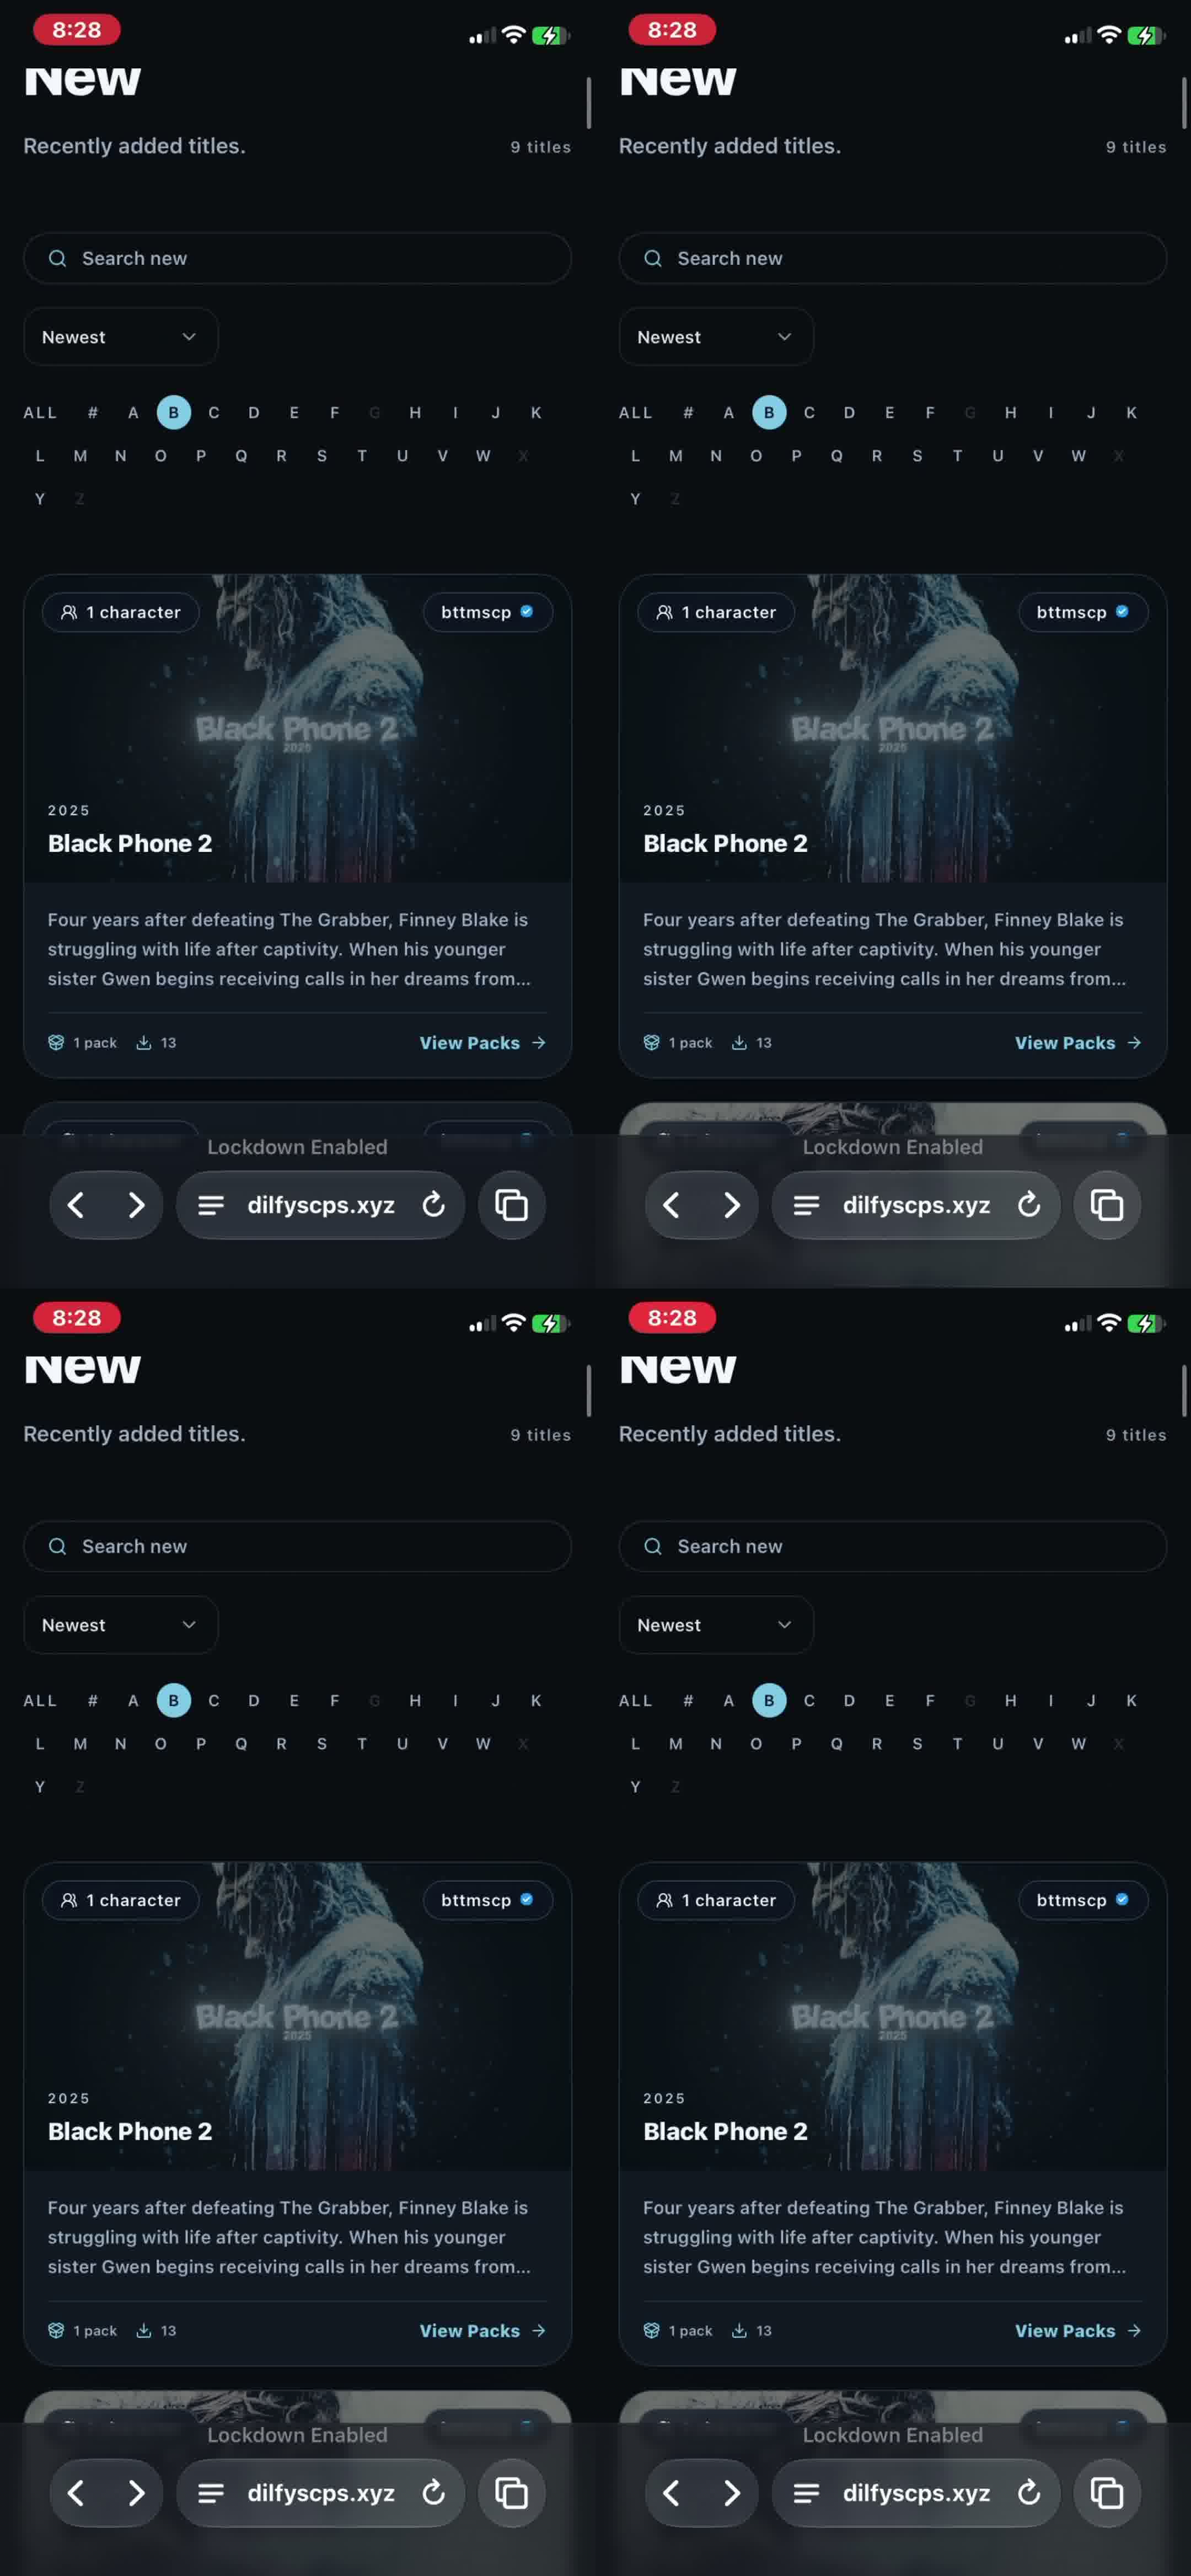 8:28
New
Recently added titles.
9 titles
Search new
Newest
ALL # A B C D E F G H I J K
L M N O P Q R S T U V W X
Y Z
1 character
bttmscp
Black Phone 2
2025
2025
Black Phone 2
Four years after defeating The Grabber, Finney Blake is
struggling with life after captivity. When his younger
sister Gwen begins receiving calls in her dreams from...
1 pack
13
View Packs
Lockdown Enabled
dilfyscps.xyz
8:28
New
Recently added titles.
9 titles
Search new
Newest
ALL # A B C D E F G H I J K
L M N O P Q R S T U V W X
Y Z
1 character
bttmscp
Black Phone 2
2025
2025
Black Phone 2
Four years after defeating The Grabber, Finney Blake is
struggling with life after captivity. When his younger
sister Gwen begins receiving calls in her dreams from...
1 pack
13
View Packs
Lockdown Enabled
dilfyscps.xyz
8:28
New
Recently added titles.
9 titles
Search new
Newest
ALL # A B C D E F G H I J K
L M N O P Q R S T U V W X
Y Z
1 character
bttmscp
Black Phone 2
2025
2025
Black Phone 2
Four years after defeating The Grabber, Finney Blake is
struggling with life after captivity. When his younger
sister Gwen begins receiving calls in her dreams from...
1 pack
13
View Packs
Lockdown Enabled
dilfyscps.xyz
8:28
New
Recently added titles.
9 titles
Search new
Newest
ALL # A B C D E F G H I J K
L M N O P Q R S T U V W X
Y Z
1 character
bttmscp
Black Phone 2
2025
2025
Black Phone 2
Four years after defeating The Grabber, Finney Blake is
struggling with life after captivity. When his younger
sister Gwen begins receiving calls in her dreams from...
1 pack
13
View Packs
Lockdown Enabled
dilfyscps.xyz